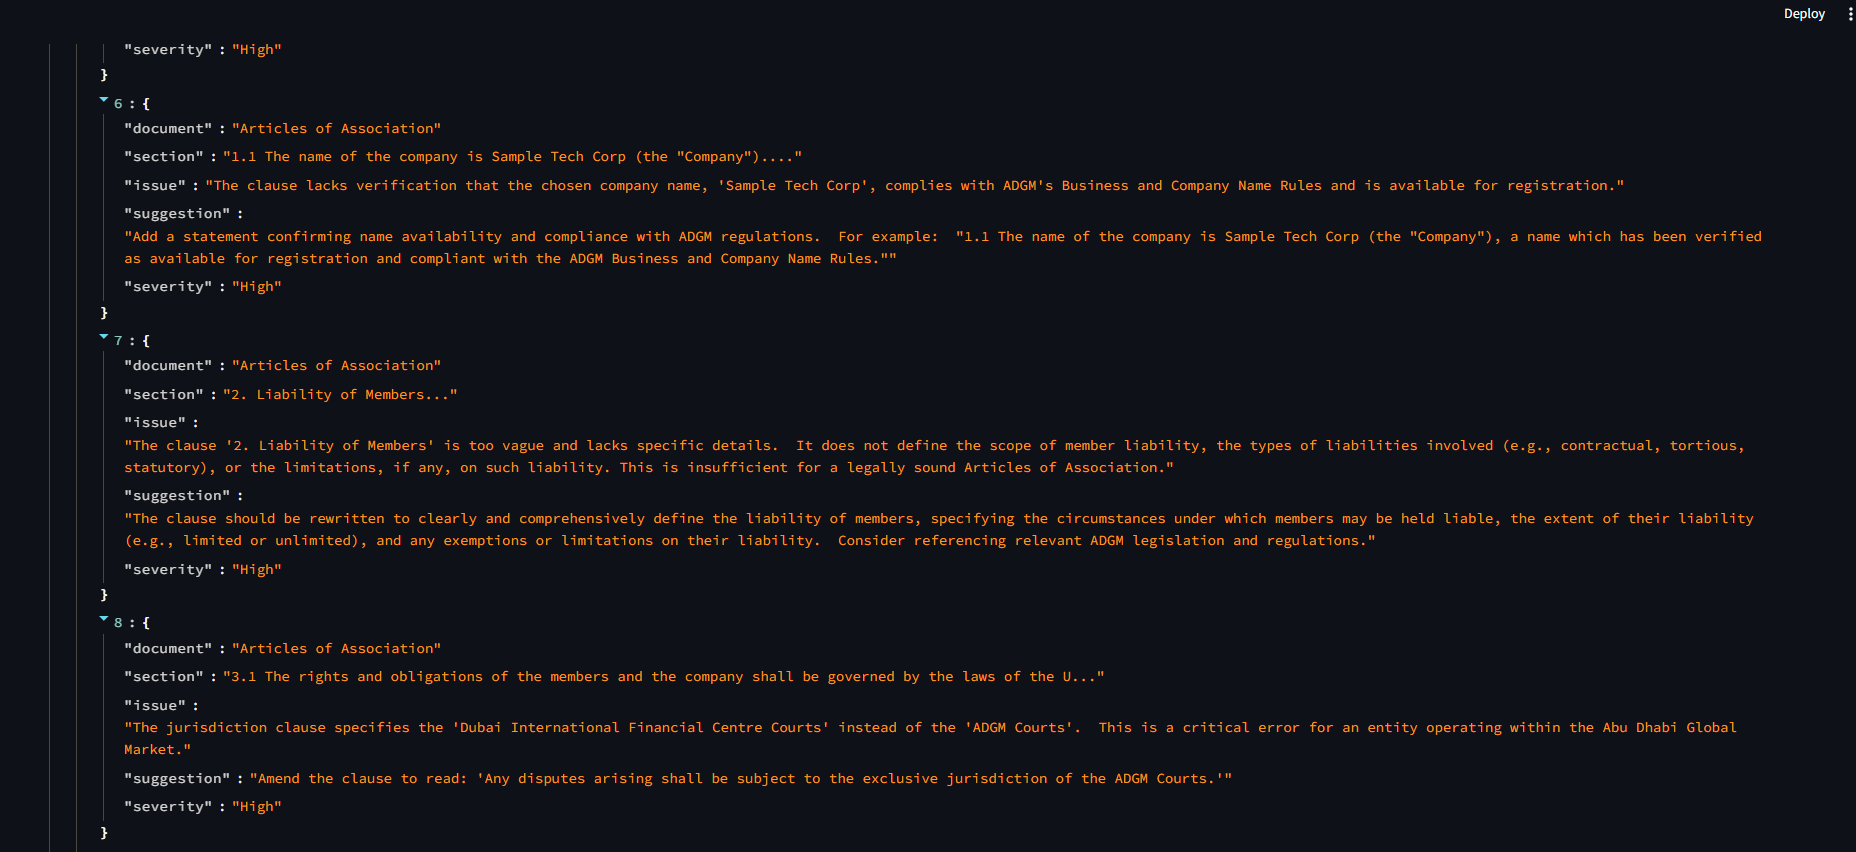 Deploy
"severity" : "High"
}
6 : {
"document" : "Articles of Association"
"section" : "1.1 The name of the company is Sample Tech Corp (the "Company")...."
"issue" : "The clause lacks verification that the chosen company name, 'Sample Tech Corp', complies with ADGM's Business and Company Name Rules and is available for registration."
"suggestion" :
"Add a statement confirming name availability and compliance with ADGM regulations.  For example:  "1.1 The name of the company is Sample Tech Corp (the "Company"), a name which has been verified
as available for registration and compliant with the ADGM Business and Company Name Rules.""
"severity" : "High"
}
7 : {
"document" : "Articles of Association"
"section" : "2. Liability of Members..."
"issue" :
"The clause '2. Liability of Members' is too vague and lacks specific details.  It does not define the scope of member liability, the types of liabilities involved (e.g., contractual, tortious,
statutory), or the limitations, if any, on such liability. This is insufficient for a legally sound Articles of Association."
"suggestion" :
"The clause should be rewritten to clearly and comprehensively define the liability of members, specifying the circumstances under which members may be held liable, the extent of their liability
(e.g., limited or unlimited), and any exemptions or limitations on their liability.  Consider referencing relevant ADGM legislation and regulations."
"severity" : "High"
}
8 : {
"document" : "Articles of Association"
"section" : "3.1 The rights and obligations of the members and the company shall be governed by the laws of the U..."
"issue" :
"The jurisdiction clause specifies the 'Dubai International Financial Centre Courts' instead of the 'ADGM Courts'.  This is a critical error for an entity operating within the Abu Dhabi Global
Market."
"suggestion" : "Amend the clause to read: 'Any disputes arising shall be subject to the exclusive jurisdiction of the ADGM Courts.'"
"severity" : "High"
}